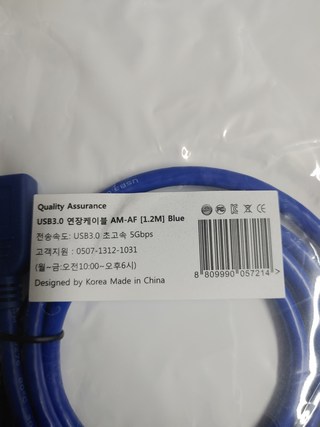 Quality Assurance
USB3.0 연장케이블 AM-AF [1.2M] Blue
전송속도: USB3.0 초고속 5Gbps
고객지원 : 0507-1312-1031
(월~금:오전10:00~오후6시)
Designed by Korea Made in China
8 809990 057214 >